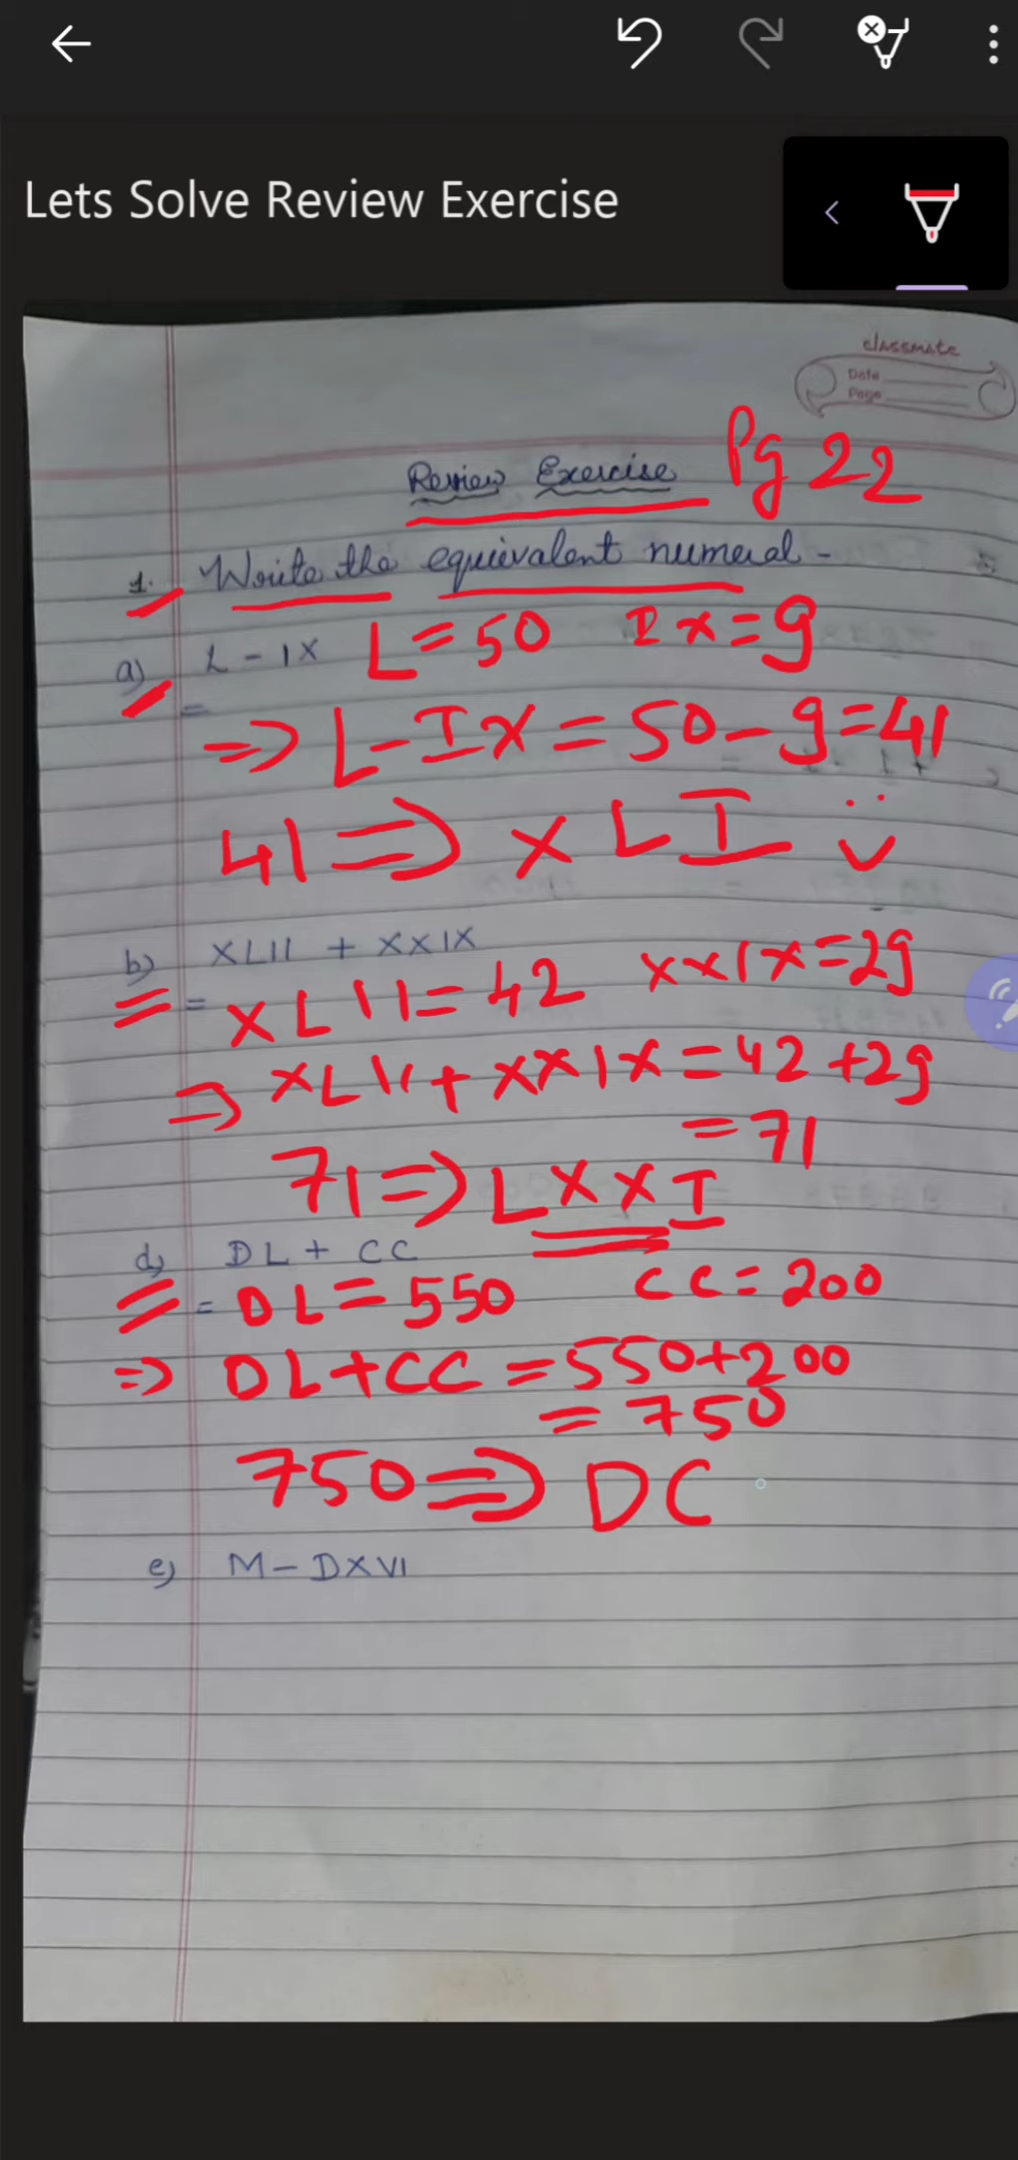 Lets Solve Review Exercise
classmate
Date
Page
Review Exercise Pg 22
1. Write the equivalent numeral -
a) L - IX L = 50 IX = 9
=
⇒ L - IX = 50 - 9 = 41
41 ⇒ XLI
b) XLII + XXIX
= XLII = 42 XXIX = 29
⇒ XLII + XXIX = 42 + 29
= 71
71 ⇒ LXXI
d) DL + CC
= DL = 550 CC = 200
⇒ DL + CC = 550 + 200
= 750
750 ⇒ DC
e) M - DXVI